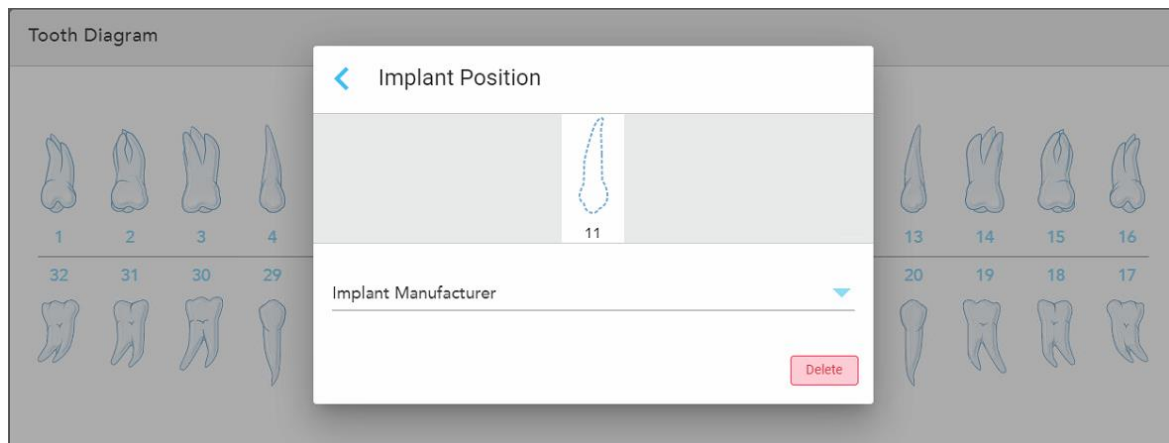 Tooth Diagram
Implant Position
11
1 2 3 4 13 14 15 16
32 31 30 29 20 19 18 17
Implant Manufacturer
Delete